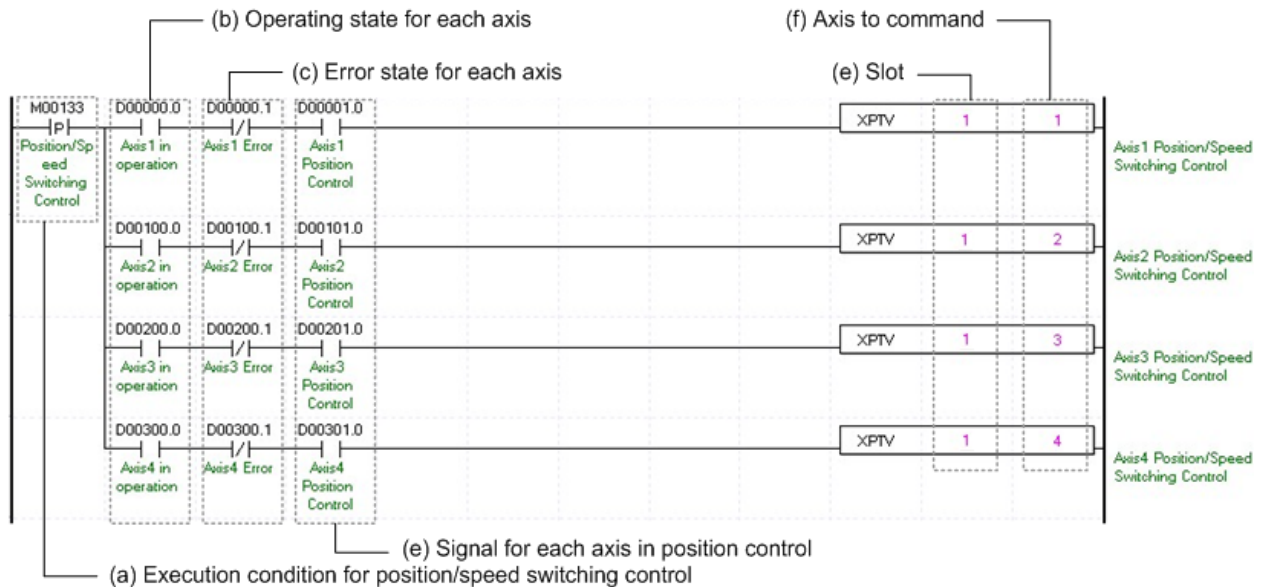 (b) Operating state for each axis
(f) Axis to command
(c) Error state for each axis
(e) Slot
M00133
D00000.0
D00000.1
D00001.0
P
XPTV 1 1
Position/Sp
eed
Switching
Control
Axis1 in
operation
Axis1 Error
Axis1
Position
Control
Axis1 Position/Speed
Switching Control
D00100.0
D00100.1
D00101.0
XPTV 1 2
Axis2 in
operation
Axis2 Error
Axis2
Position
Control
Axis2 Position/Speed
Switching Control
D00200.0
D00200.1
D00201.0
XPTV 1 3
Axis3 in
operation
Axis3 Error
Axis3
Position
Control
Axis3 Position/Speed
Switching Control
D00300.0
D00300.1
D00301.0
XPTV 1 4
Axis4 in
operation
Axis4 Error
Axis4
Position
Control
Axis4 Position/Speed
Switching Control
(e) Signal for each axis in position control
(a) Execution condition for position/speed switching control